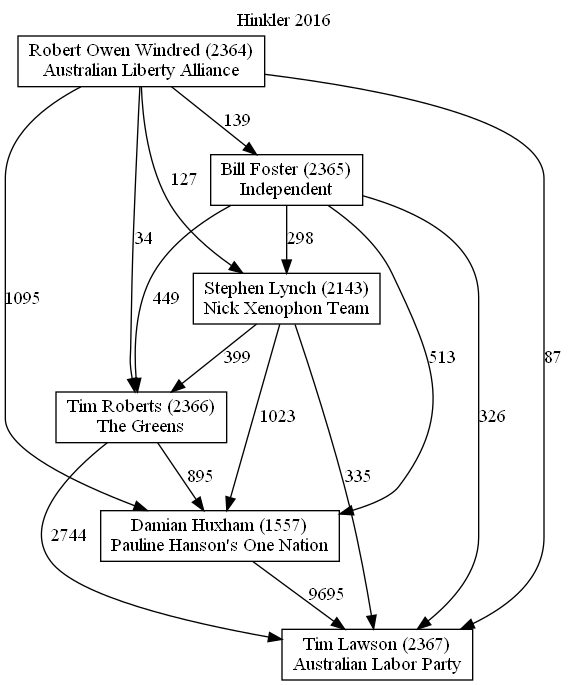 Hinkler 2016
Robert Owen Windred (2364)
Australian Liberty Alliance
139
Bill Foster (2365)
Independent
127
34
298
1095
449
513
87
Stephen Lynch (2143)
Nick Xenophon Team
399
1023
326
Tim Roberts (2366)
The Greens
895
335
2744
Damian Huxham (1557)
Pauline Hanson's One Nation
9695
Tim Lawson (2367)
Australian Labor Party